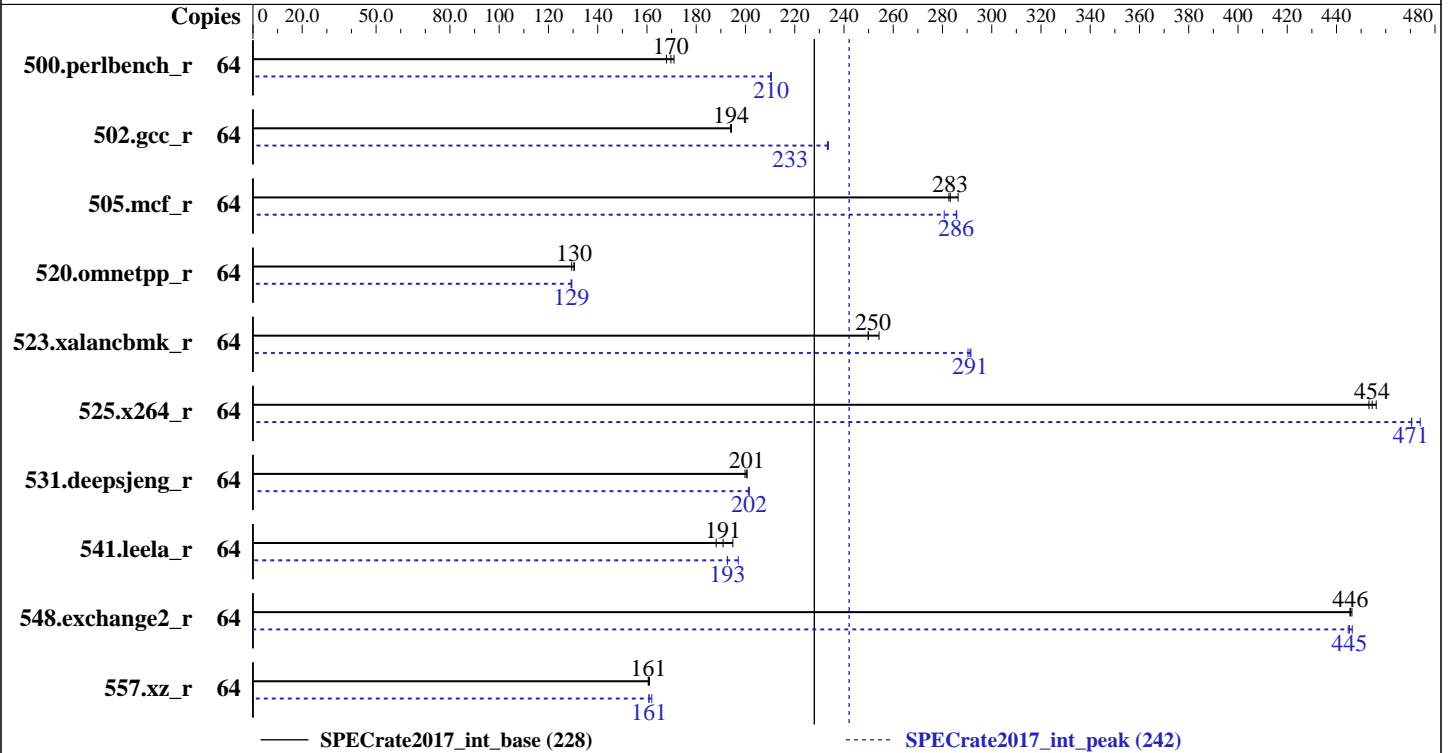 Copies 0 20.0 50.0 80.0 100 120 140 160 180 200 220 240 260 280 300 320 340 360 380 400 420 440 480
170
500.perlbench_r 64
210
194
502.gcc_r 64
233
283
505.mcf_r 64
286
130
520.omnetpp_r 64
129
250
523.xalancbmk_r 64
291
454
525.x264_r 64
471
201
531.deepsjeng_r 64
202
191
541.leela_r 64
193
446
548.exchange2_r 64
445
161
557.xz_r 64
161
SPECrate2017_int_base (228) SPECrate2017_int_peak (242)